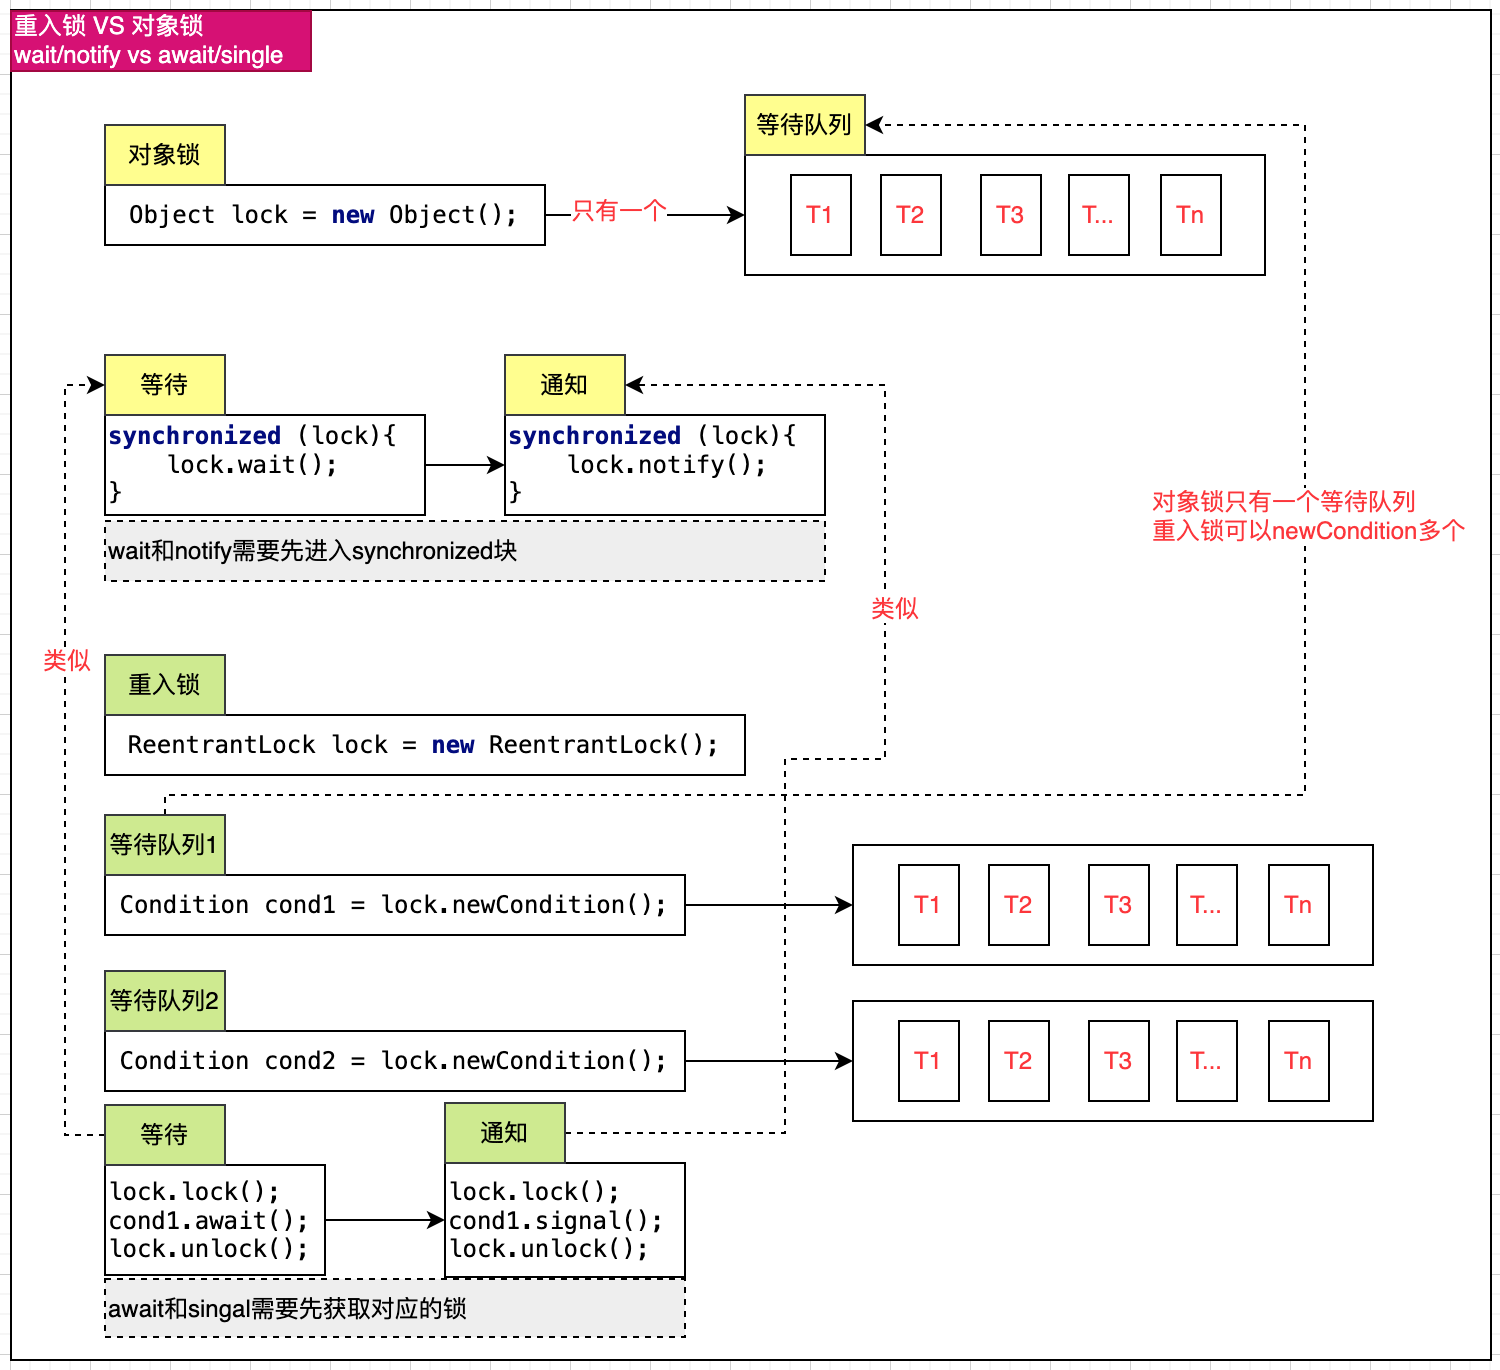 重入锁 VS 对象锁
wait/notify vs await/single
等待队列
对象锁
Object lock = new Object();
只有一个
T1
T2
T3
T...
Tn
等待
通知
synchronized (lock){
lock.wait();
}
synchronized (lock){
lock.notify();
}
对象锁只有一个等待队列
重入锁可以newCondition多个
wait和notify需要先进入synchronized块
类似
类似
重入锁
ReentrantLock lock = new ReentrantLock();
等待队列1
Condition cond1 = lock.newCondition();
T1
T2
T3
T...
Tn
等待队列2
Condition cond2 = lock.newCondition();
T1
T2
T3
T...
Tn
等待
通知
lock.lock();
cond1.await();
lock.unlock();
lock.lock();
cond1.signal();
lock.unlock();
await和singal需要先获取对应的锁